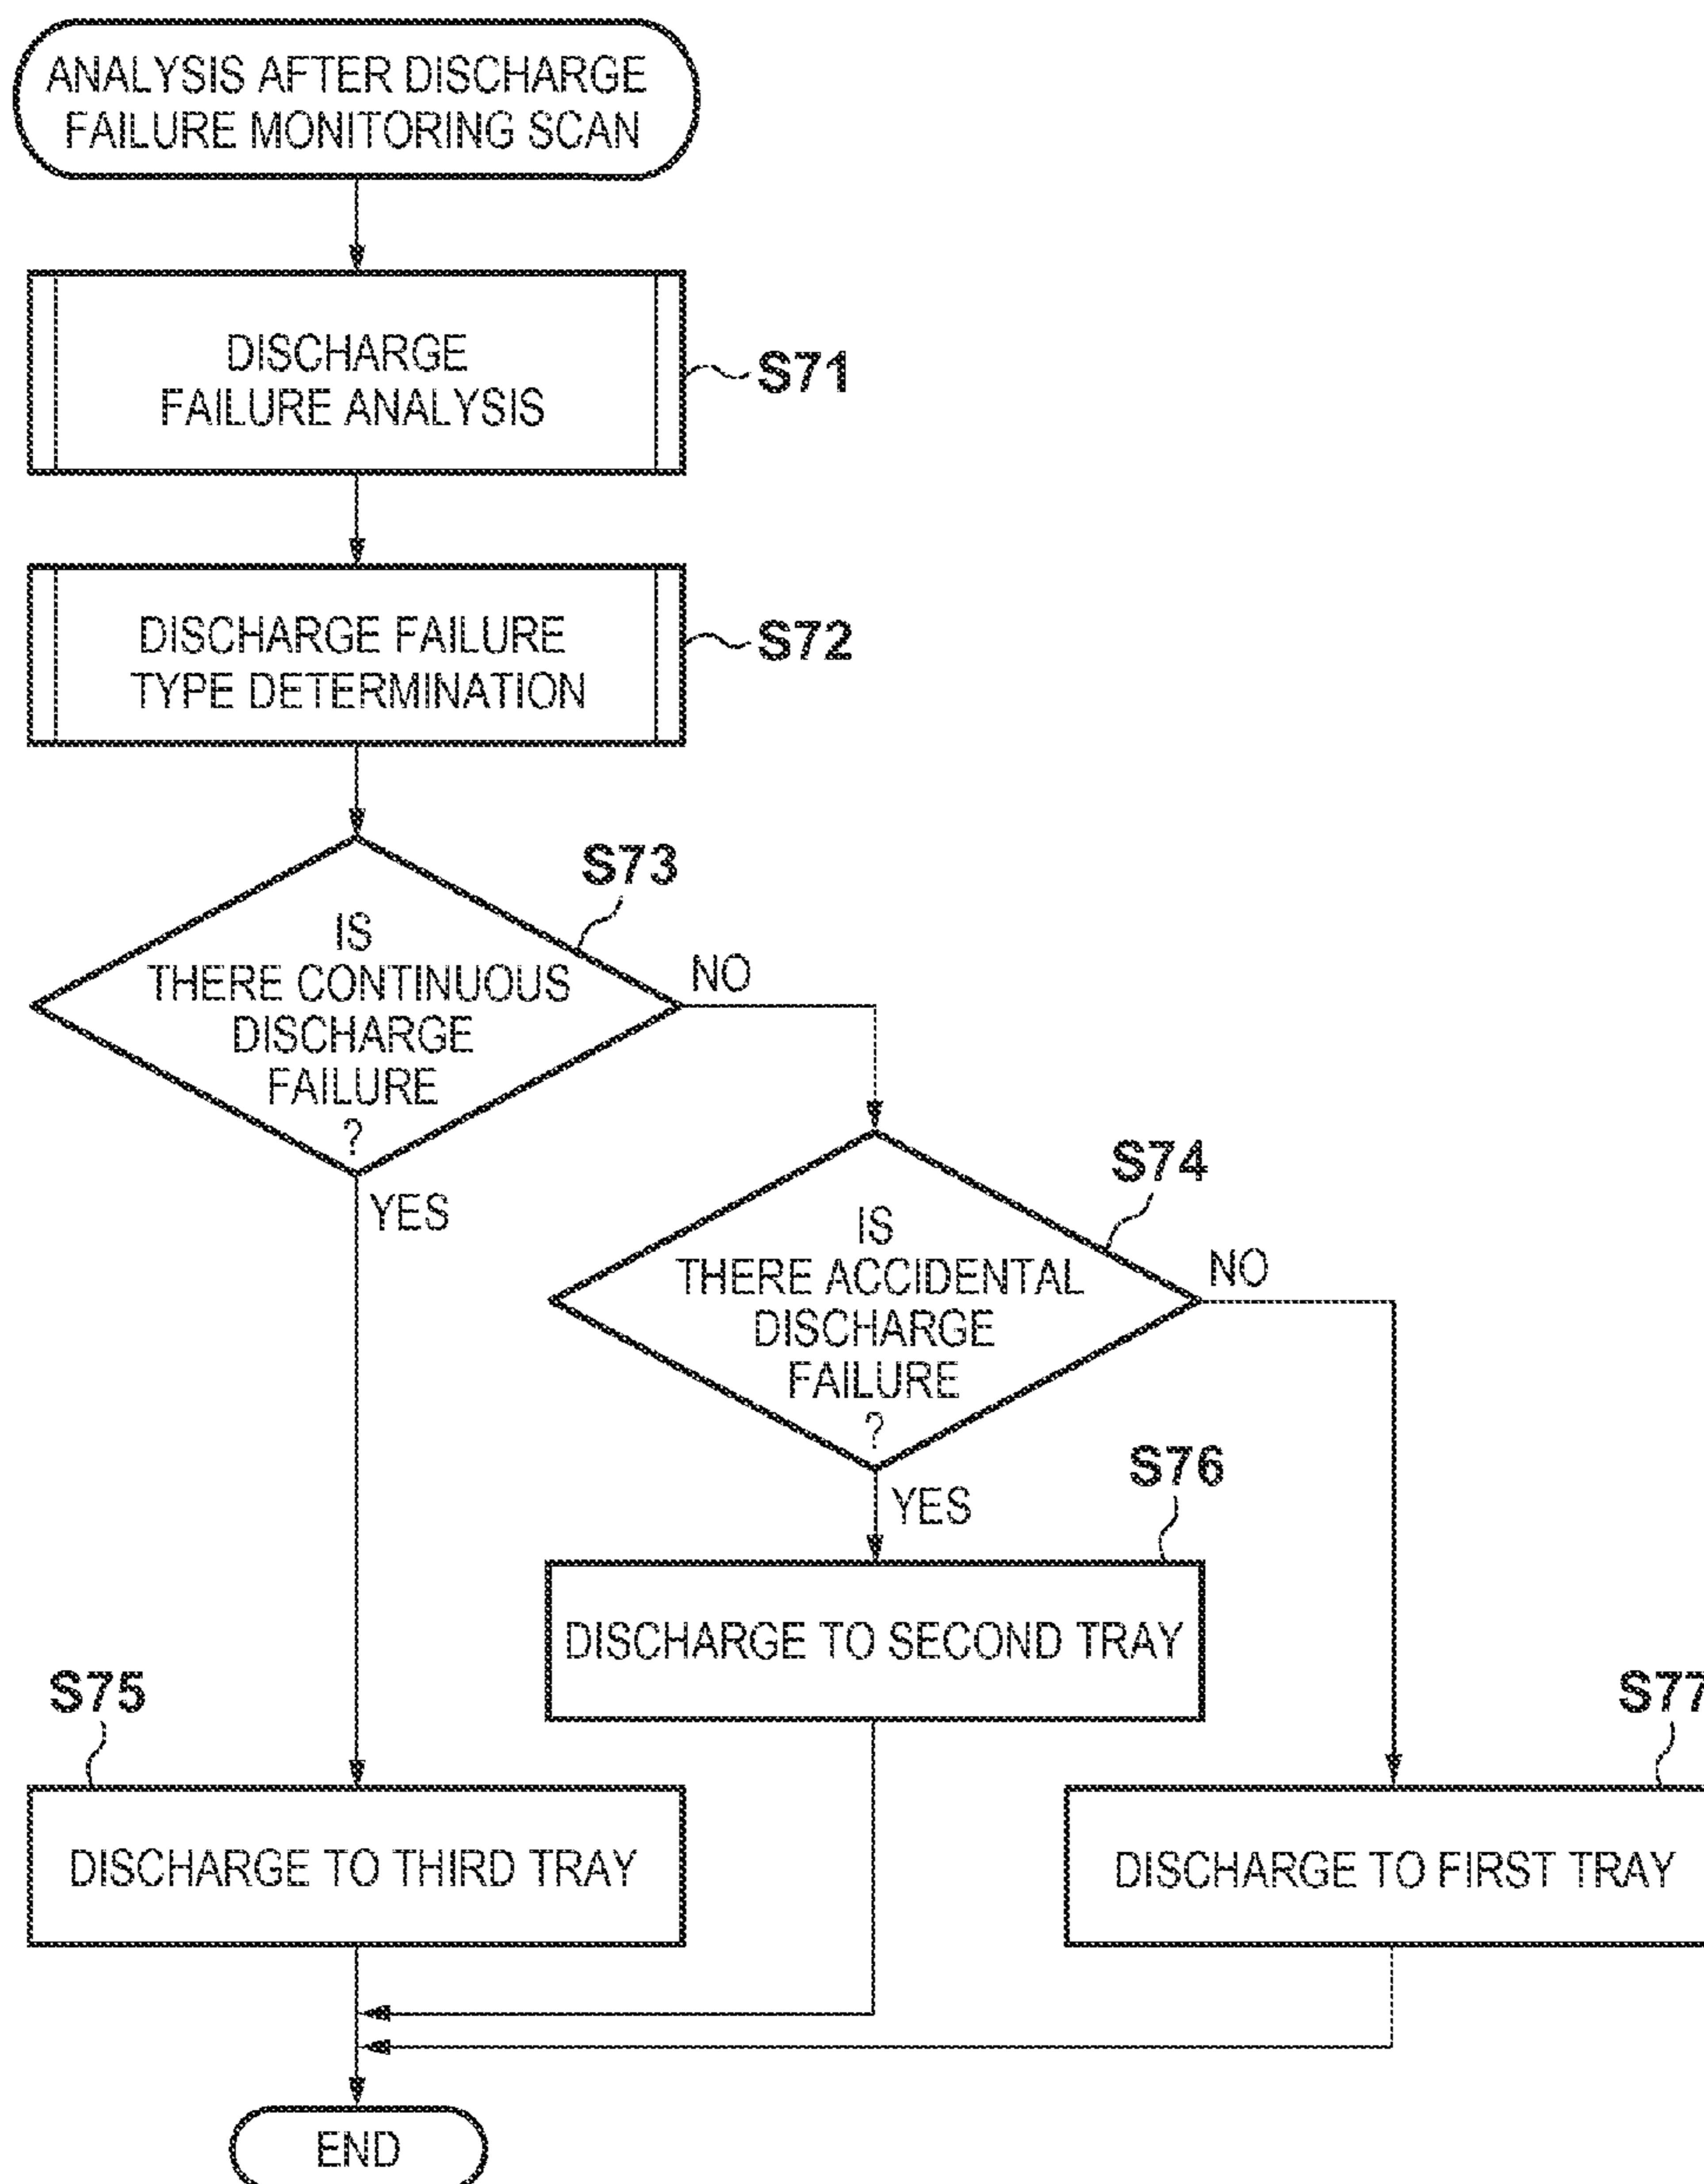 ANALYSIS AFTER DISCHARGE
FAILURE MONITORING SCAN
DISCHARGE
FAILURE ANALYSIS
S71
DISCHARGE FAILURE
TYPE DETERMINATION
S72
S73
IS
THERE CONTINUOUS
DISCHARGE
FAILURE
?
NO
YES
S74
IS
THERE ACCIDENTAL
DISCHARGE
FAILURE
?
NO
YES
S76
DISCHARGE TO SECOND TRAY
S75
DISCHARGE TO THIRD TRAY
S77
DISCHARGE TO FIRST TRAY
END